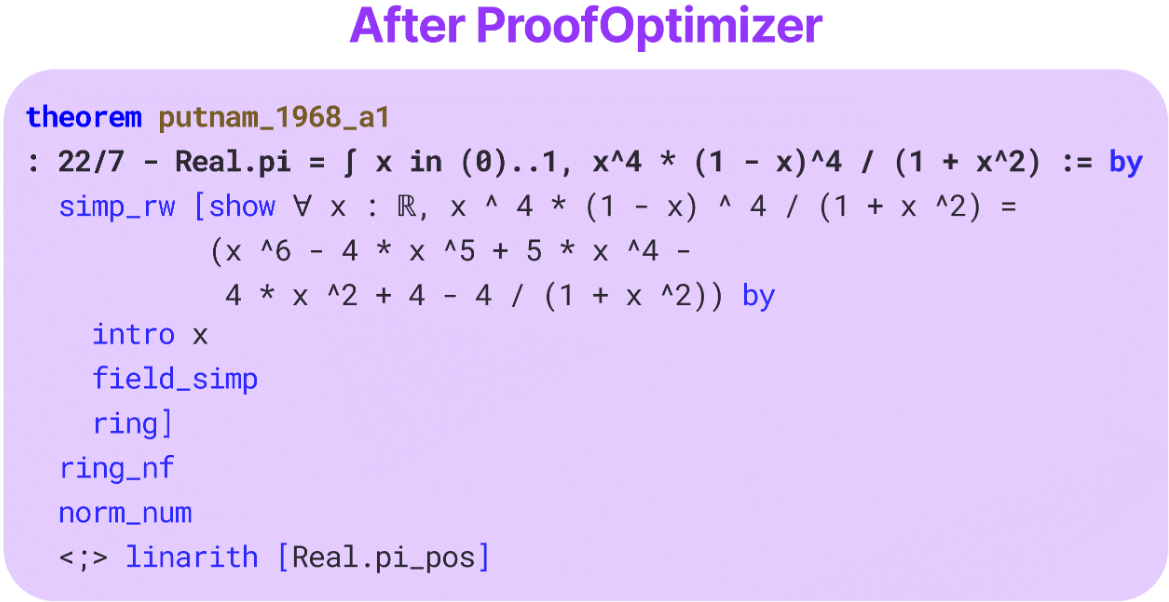 After ProofOptimizer
theorem putnam_1968_a1
: 22/7 - Real.pi = ∫ x in (0)..1, x^4 * (1 - x)^4 / (1 + x^2) := by
simp_rw [show ∀ x : ℝ, x ^ 4 * (1 - x) ^ 4 / (1 + x ^2) =
(x ^6 - 4 * x ^5 + 5 * x ^4 -
4 * x ^2 + 4 - 4 / (1 + x ^2)) by
intro x
field_simp
ring]
ring_nf
norm_num
<;> linarith [Real.pi_pos]